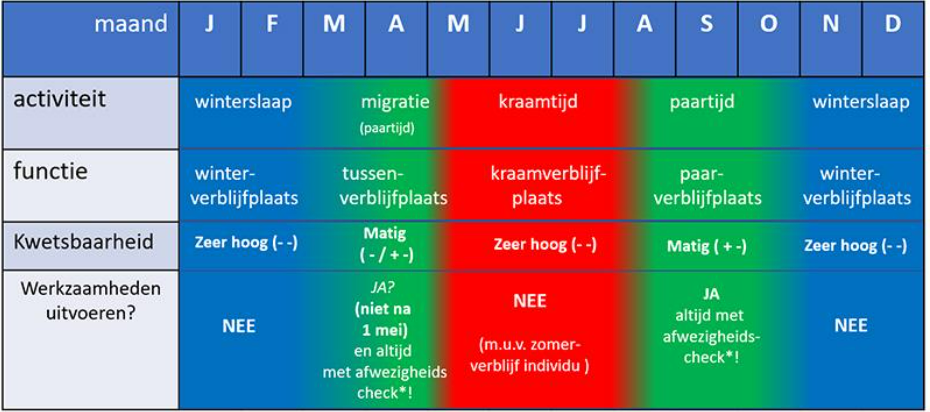 maand J F M A M J J A S O N D
activiteit winterslaap migratie kraamtijd paartijd winterslaap
(paartijd)
functie winter- tussen- kraamverblijf- paar- winter-
verblijfplaats verblijfplaats plaats verblijfplaats verblijfplaats
Kwetsbaarheid Zeer hoog (- -) Matig Zeer hoog (- -) Matig ( + -) Zeer hoog (- -)
( - / + -)
Werkzaamheden
uitvoeren?
NEE
JA?
(niet na
1 mei)
en altijd
met afwezigheids
check*!
NEE
(m.u.v. zomer-
verblijf individu )
JA
altijd met
afwezigheids-
check*!
NEE